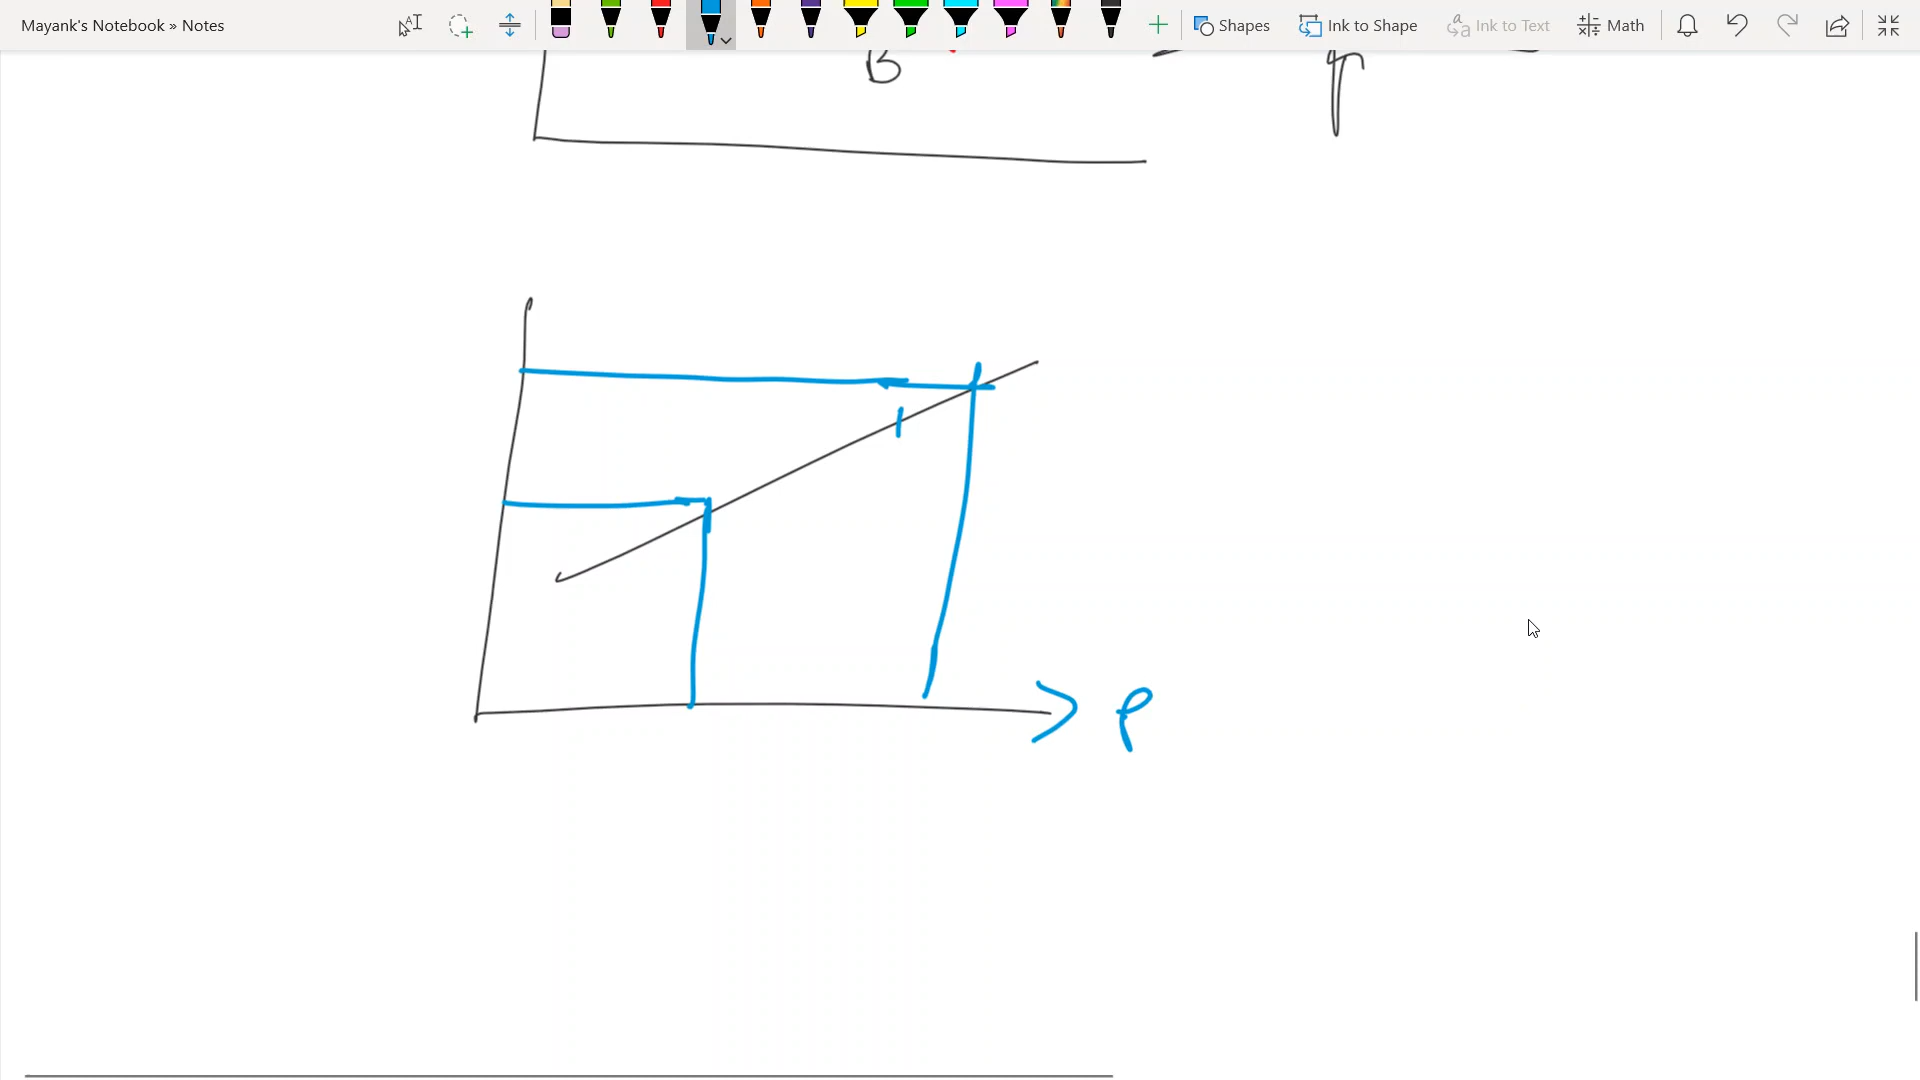 Mayank's Notebook » Notes
Shapes
Ink to Shape
Ink to Text
Math
B
P